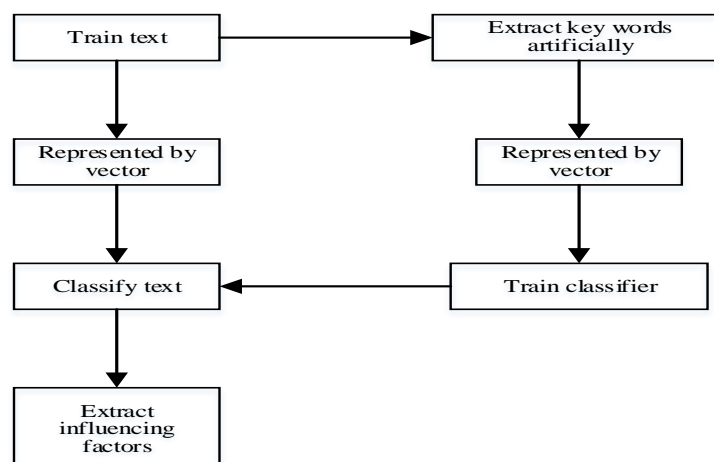 Train text
Extract key words
artificially
Represented by
vector
Represented by
vector
Classify text
Train classifier
Extract
influencing
factors